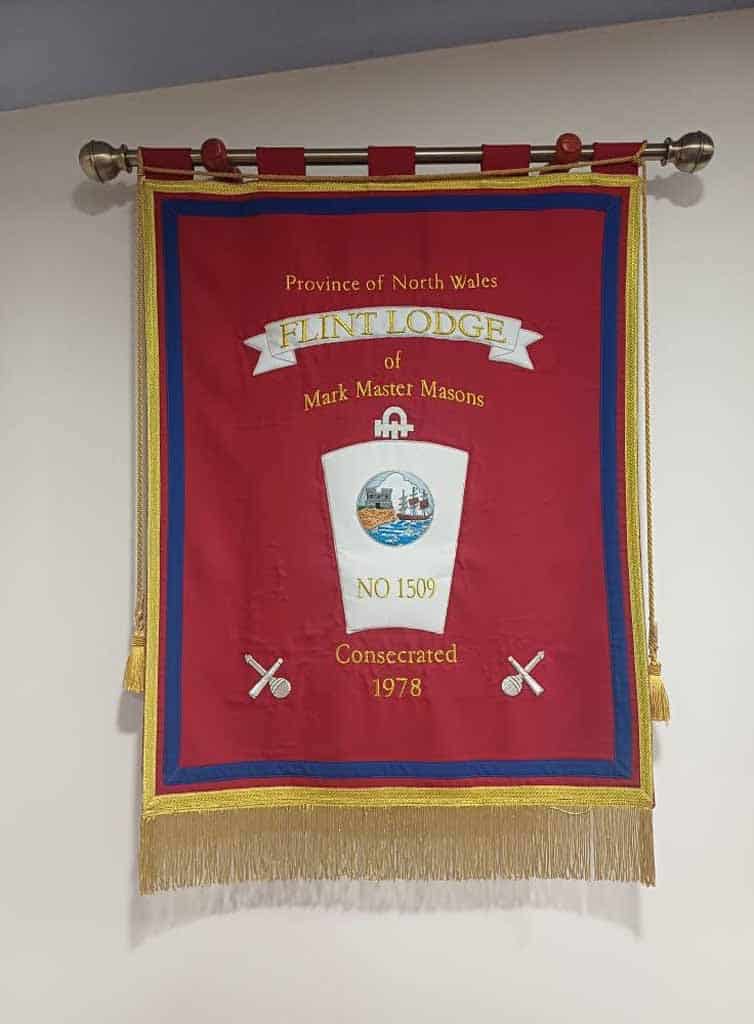 Province of North Wales
FLINT LODGE
of
Mark Master Masons
NO 1509
Consecrated
1978